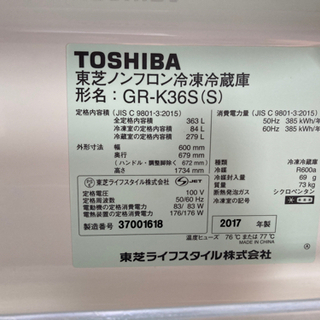 TOSHIBA
東芝ノンフロン冷凍冷蔵庫
形名：GR-K36S(S)
定格内容積（JIS C 9801-3:2015）
全定格内容積 363 L
冷凍室の定格内容積 84 L
冷蔵室の定格内容積 279 L
外形寸法 幅 600 mm
奥行 679 mm
（ハンドル・調整脚除く／672 mm）
高さ 1734 mm
東芝ライフスタイル株式会社 JET
定格電圧 100 V
定格周波数 50/60 Hz
電動機の定格消費電力 83/ 83 W
電熱装置の定格消費電力 176/176 W
製造番号 37001618
消費電力量（JIS C 9801-3:2015）
50Hz 385 kWh/年
60Hz 385 kWh/年
種類 冷凍冷蔵庫
冷媒 R600a
冷媒封入量 69 g
質量 73 kg
断熱発泡ガス シクロペンタン
冷凍室の記号
2017 年製
温度ヒューズ 76 ℃ または 77 ℃
MADE IN CHINA
東芝ライフスタイル株式会社